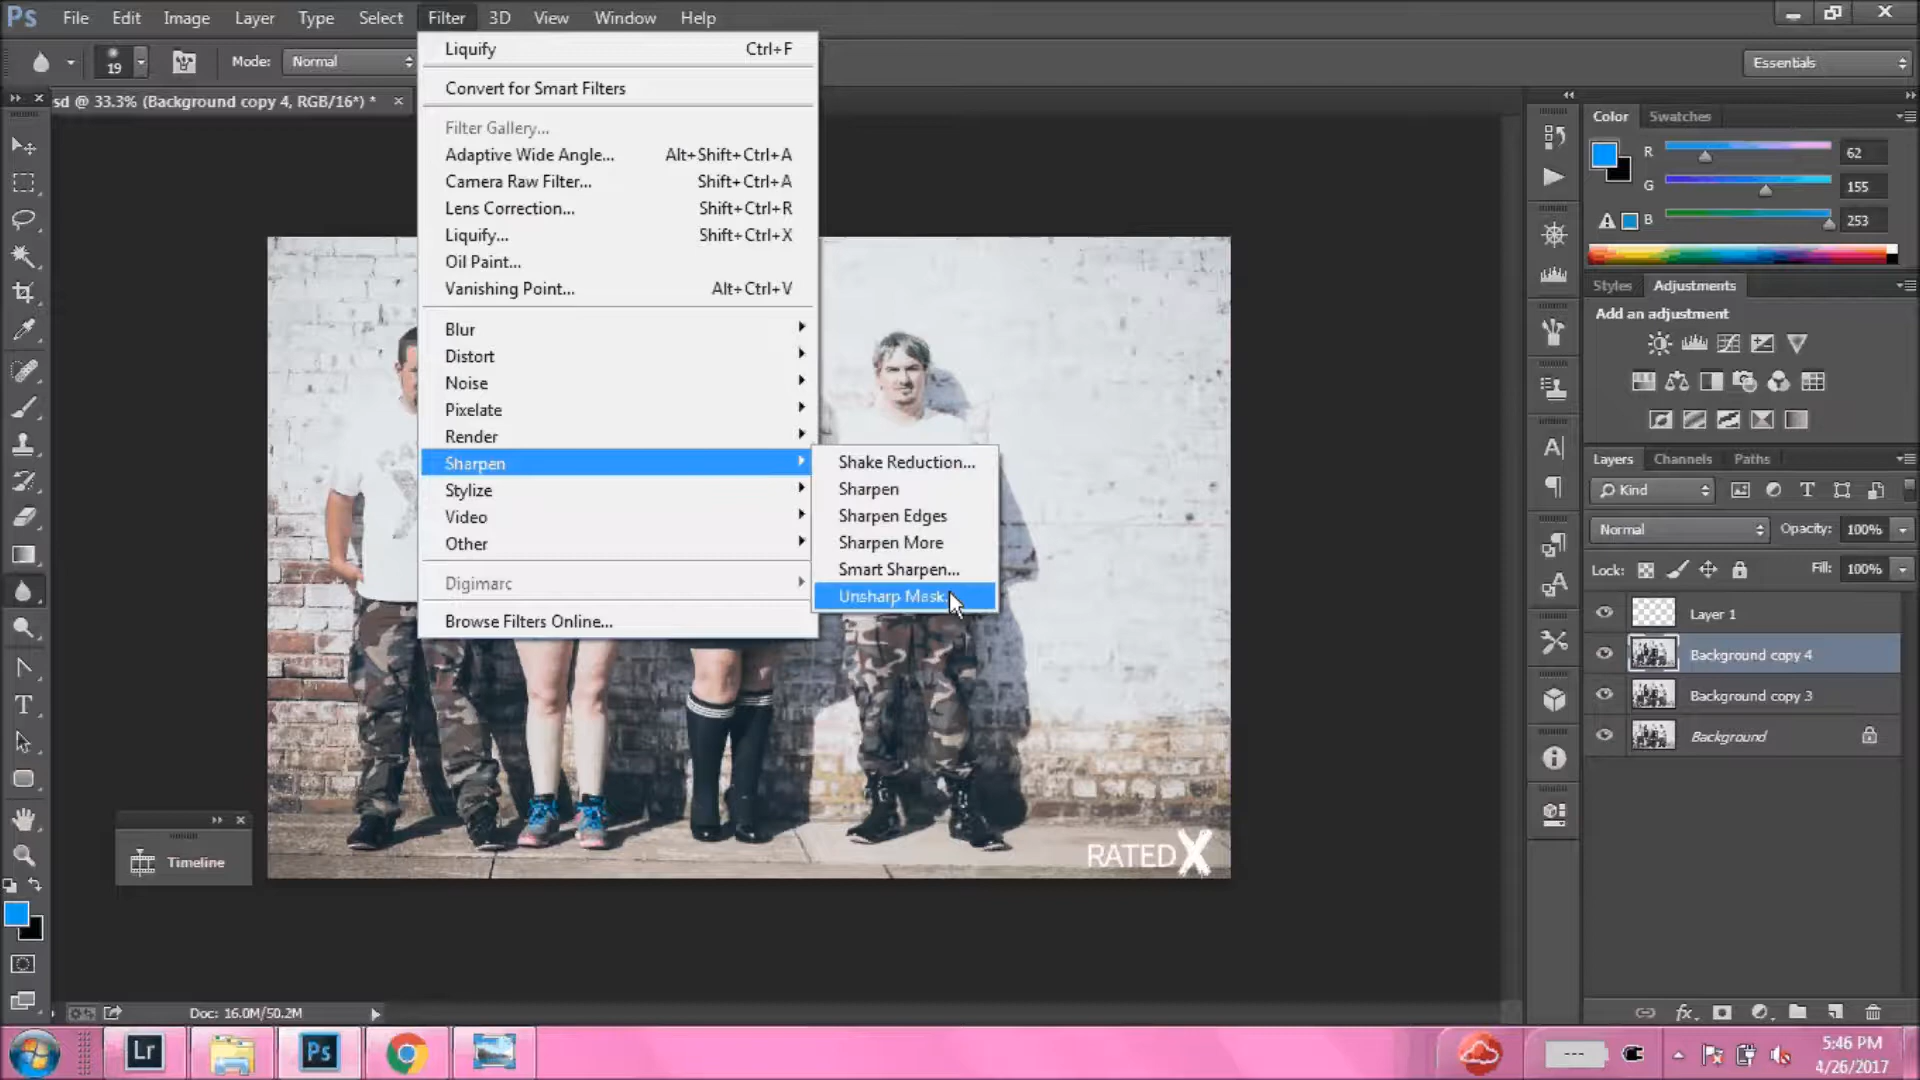 Ps File Edit Image Layer Type Select Filter 3D View Window Help
19 Mode: Normal Essentials
sd @ 33.3% (Background copy 4, RGB/16*) * ×
Liquify Ctrl+F
Convert for Smart Filters
Filter Gallery...
Adaptive Wide Angle... Alt+Shift+Ctrl+A
Camera Raw Filter... Shift+Ctrl+A
Lens Correction... Shift+Ctrl+R
Liquify... Shift+Ctrl+X
Oil Paint...
Vanishing Point... Alt+Ctrl+V
Blur
Distort
Noise
Pixelate
Render
Sharpen
Stylize
Video
Other
Digimarc
Browse Filters Online...
Shake Reduction...
Sharpen
Sharpen Edges
Sharpen More
Smart Sharpen...
Unsharp Mask...
Color Swatches
R 62
G 155
B 253
Styles Adjustments
Add an adjustment
Layers Channels Paths
Kind
Normal Opacity: 100%
Lock: Fill: 100%
Layer 1
Background copy 4
Background copy 3
Background
RATEDX
Timeline
Doc: 16.0M/50.2M
Lr Ps
---
5:46 PM
4/26/2017